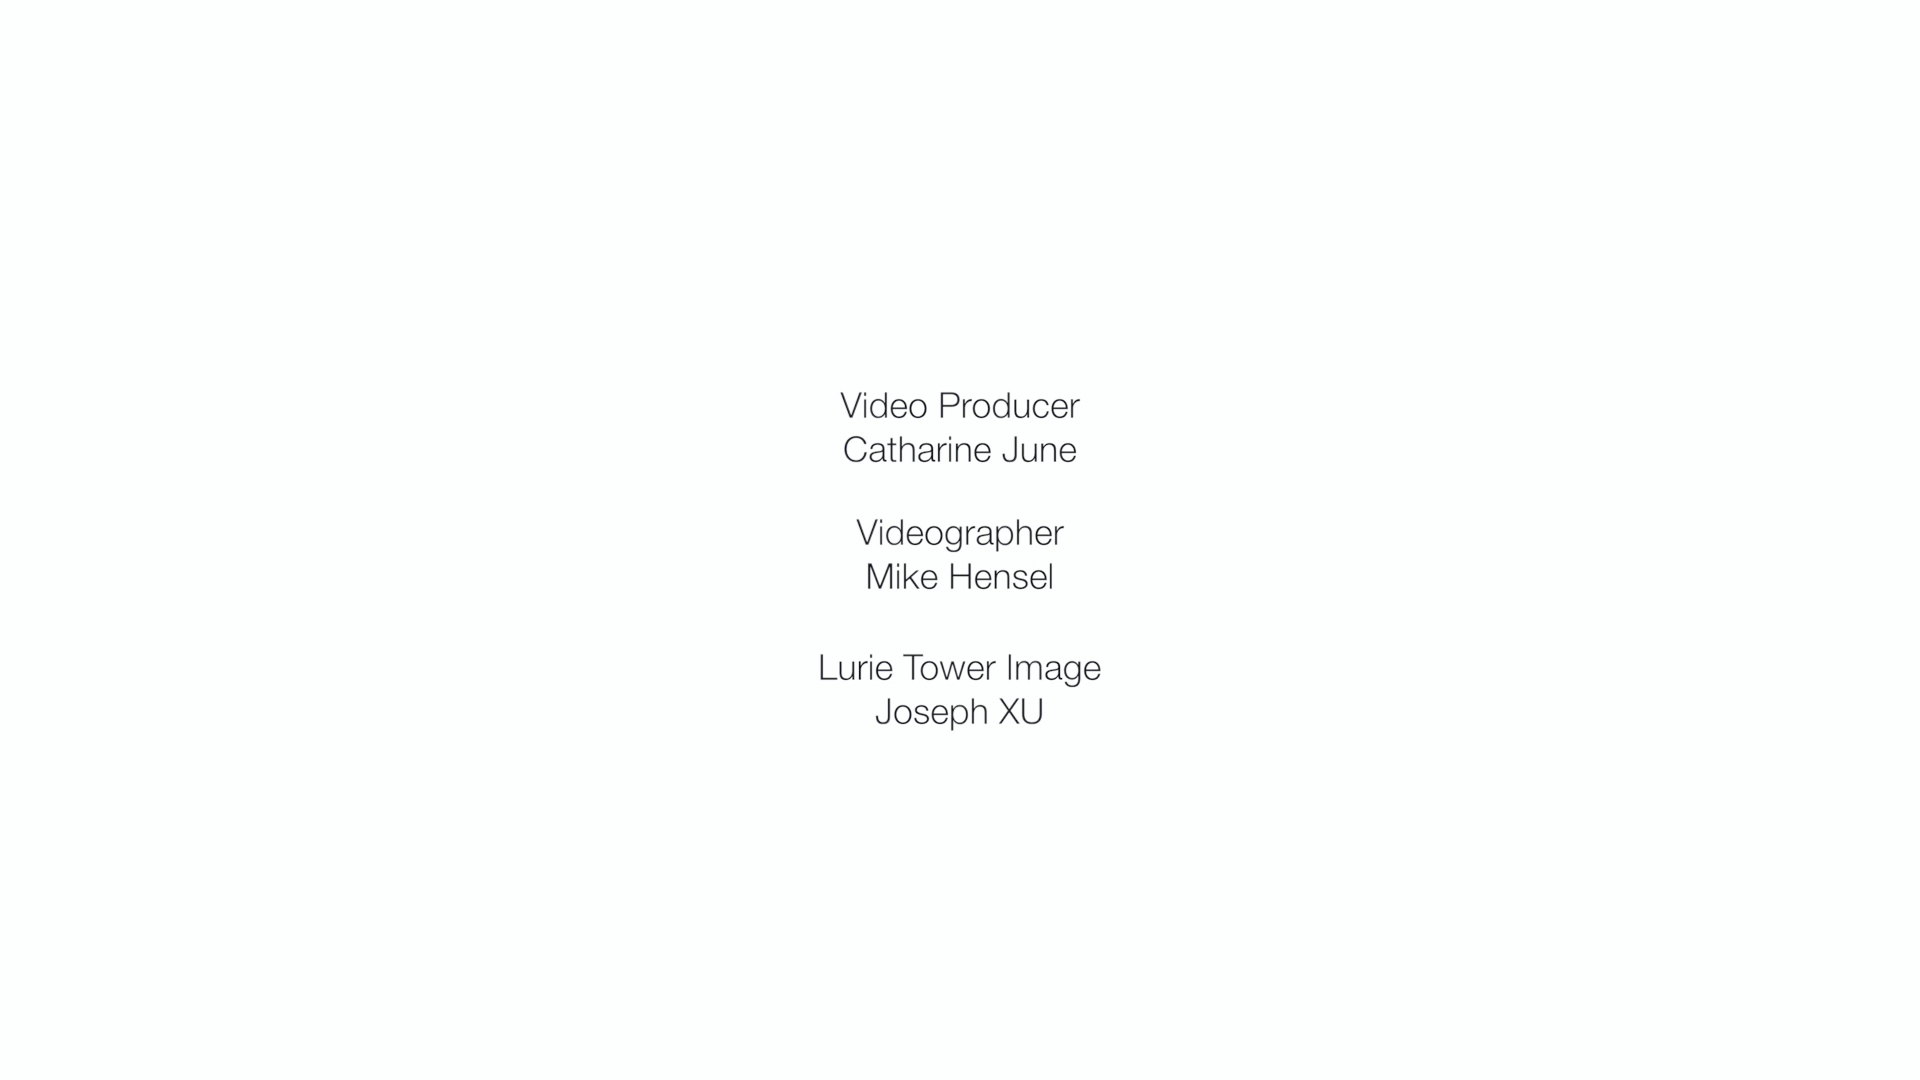 Video Producer
Catharine June
Videographer
Mike Hensel
Lurie Tower Image
Joseph XU